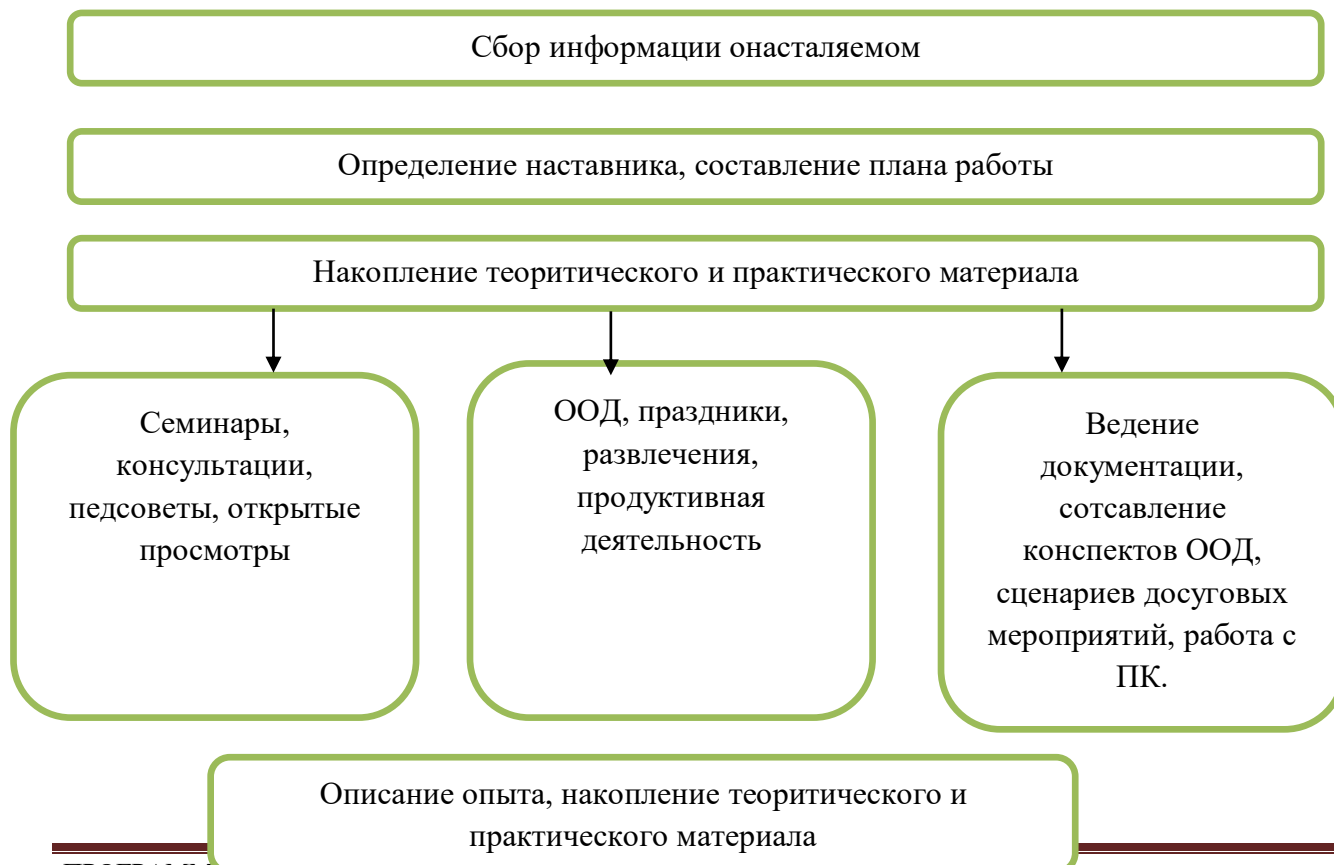 Сбор информации онасталяемом
Определение наставника, составление плана работы
Накопление теоритического и практического материала
Семинары,
консультации,
педсоветы, открытые
просмотры
ООД, праздники,
развлечения,
продуктивная
деятельность
Ведение
документации,
сотсавление
конспектов ООД,
сценариев досуговых
мероприятий, работа с
ПК.
Описание опыта, накопление теоритического и
практического материала